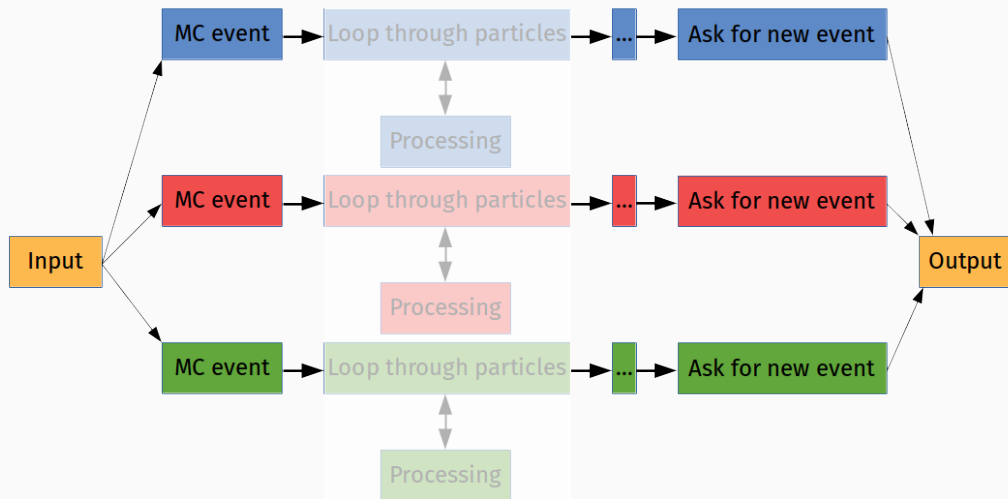 MC event
Loop through particles
...
Ask for new event
Processing
MC event
Loop through particles
...
Ask for new event
Input
Output
Processing
MC event
Loop through particles
...
Ask for new event
Processing